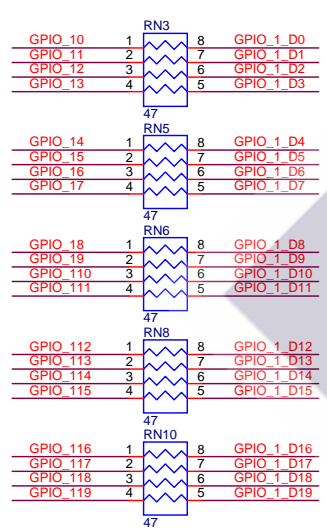 RN3
GPIO_10 1 8 GPIO_1_D0
GPIO_11 2 7 GPIO_1_D1
GPIO_12 3 6 GPIO_1_D2
GPIO_13 4 5 GPIO_1_D3
47
RN5
GPIO_14 1 8 GPIO_1_D4
GPIO_15 2 7 GPIO_1_D5
GPIO_16 3 6 GPIO_1_D6
GPIO_17 4 5 GPIO_1_D7
47
RN6
GPIO_18 1 8 GPIO_1_D8
GPIO_19 2 7 GPIO_1_D9
GPIO_110 3 6 GPIO_1_D10
GPIO_111 4 5 GPIO_1_D11
47
RN8
GPIO_112 1 8 GPIO_1_D12
GPIO_113 2 7 GPIO_1_D13
GPIO_114 3 6 GPIO_1_D14
GPIO_115 4 5 GPIO_1_D15
47
RN10
GPIO_116 1 8 GPIO_1_D16
GPIO_117 2 7 GPIO_1_D17
GPIO_118 3 6 GPIO_1_D18
GPIO_119 4 5 GPIO_1_D19
47